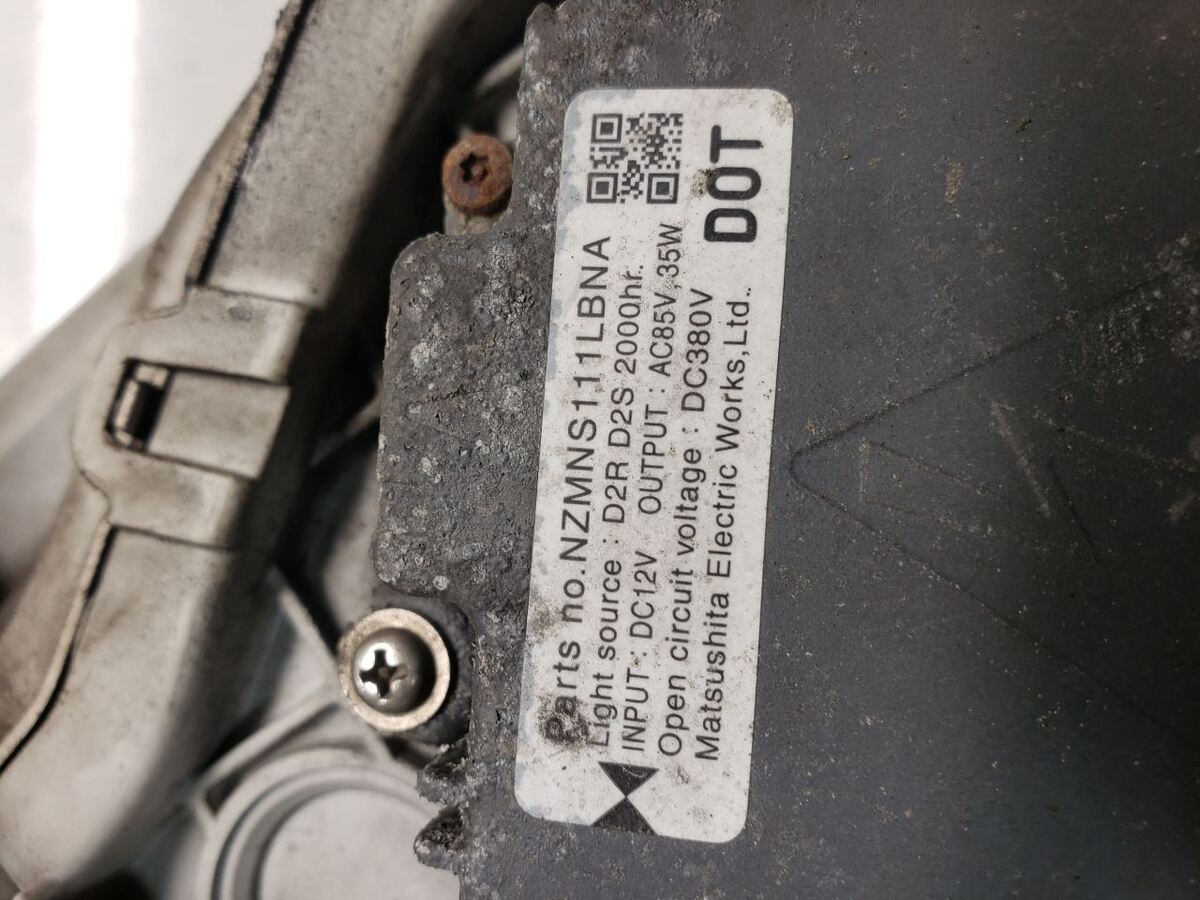 Parts no.NZMNS111LBNA
Light source : D2R D2S 2000hr.
INPUT : DC12V OUTPUT : AC85V,35W
Open circuit voltage : DC380V
Matsushita Electric Works,Ltd..
DOT